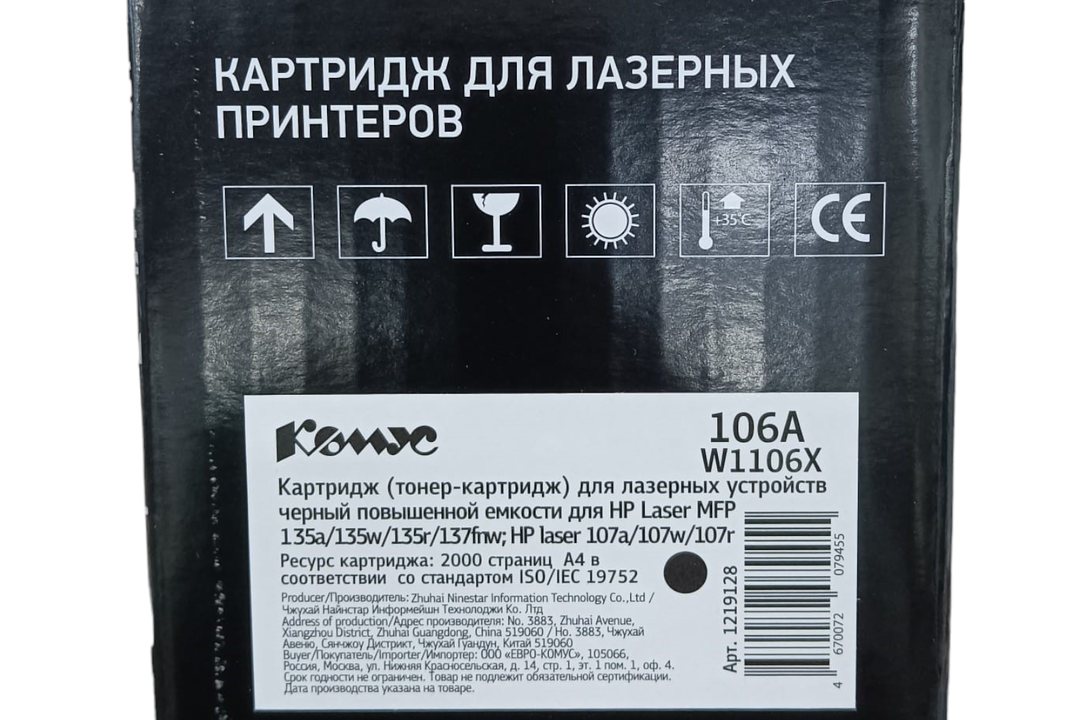 КАРТРИДЖ ДЛЯ ЛАЗЕРНЫХ
ПРИНТЕРОВ
+35°C
CE
Комус
106A
W1106X
Картридж (тонер-картридж) для лазерных устройств
черный повышенной емкости для HP Laser MFP
135a/135w/135r/137fnw; HP laser 107a/107w/107r
Ресурс картриджа: 2000 страниц A4 в
соответствии со стандартом ISO/IEC 19752
Producer/Производитель: Zhuhai Ninestar Information Technology Co.,Ltd /
Чжухай Найнстар Информейшн Технолоджи Ко. Лтд
Address of production/Адрес производителя: No. 3883, Zhuhai Avenue,
Xiangzhou District, Zhuhai Guangdong, China 519060 / Но. 3883, Чжухай
Авеню, Сянчжоу Дистрикт, Чжухай Гуандун, Китай 519060
Buyer/Покупатель/Importer/Импортер: ООО «ЕВРО-КОМУС», 105066,
Россия, Москва, ул. Нижняя Красносельская, д. 14, стр. 1, эт. 1 пом. 1, оф. 4.
Срок годности не ограничен. Товар не подлежит обязательной сертификации.
Дата производства указана на товаре.
Арт. 1219128
4 670072 079455